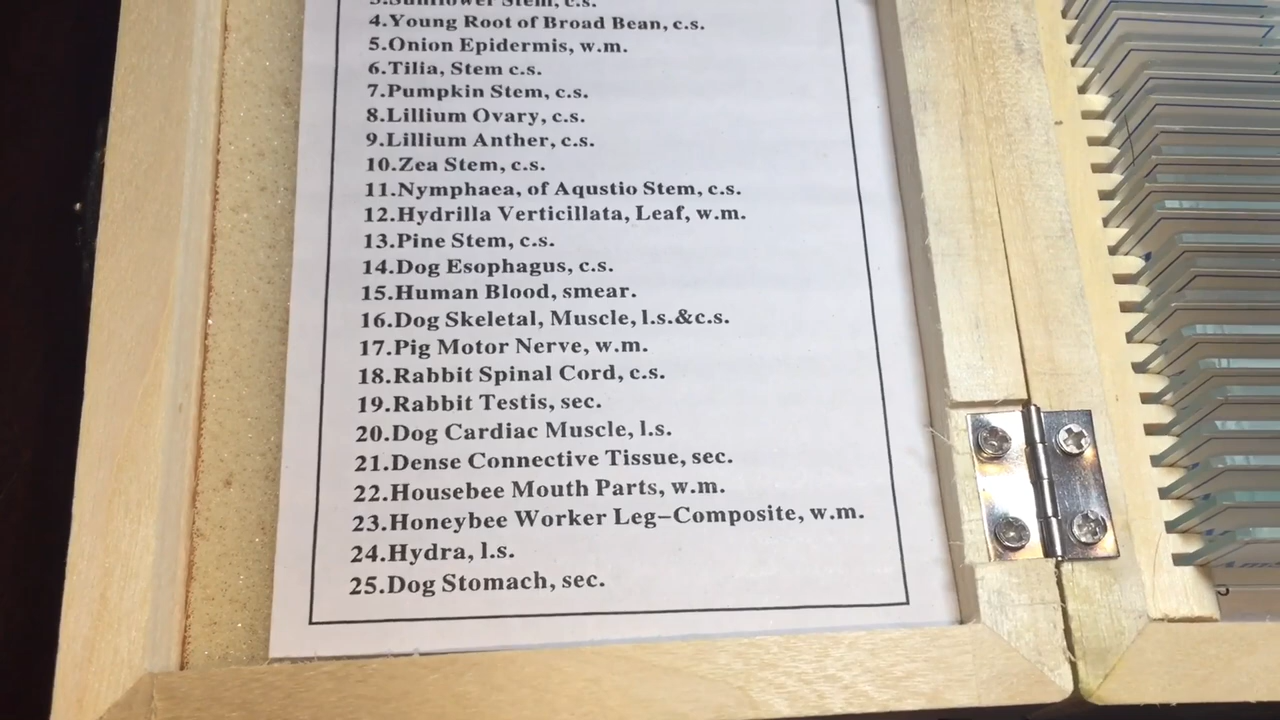 3.Sunflower Stem, c.s.
4.Young Root of Broad Bean, c.s.
5.Onion Epidermis, w.m.
6.Tilia, Stem c.s.
7.Pumpkin Stem, c.s.
8.Lillium Ovary, c.s.
9.Lillium Anther, c.s.
10.Zea Stem, c.s.
11.Nymphaea, of Aqustio Stem, c.s.
12.Hydrilla Verticillata, Leaf, w.m.
13.Pine Stem, c.s.
14.Dog Esophagus, c.s.
15.Human Blood, smear.
16.Dog Skeletal, Muscle, l.s.&c.s.
17.Pig Motor Nerve, w.m.
18.Rabbit Spinal Cord, c.s.
19.Rabbit Testis, sec.
20.Dog Cardiac Muscle, l.s.
21.Dense Connective Tissue, sec.
22.Housebee Mouth Parts, w.m.
23.Honeybee Worker Leg–Composite, w.m.
24.Hydra, l.s.
25.Dog Stomach, sec.